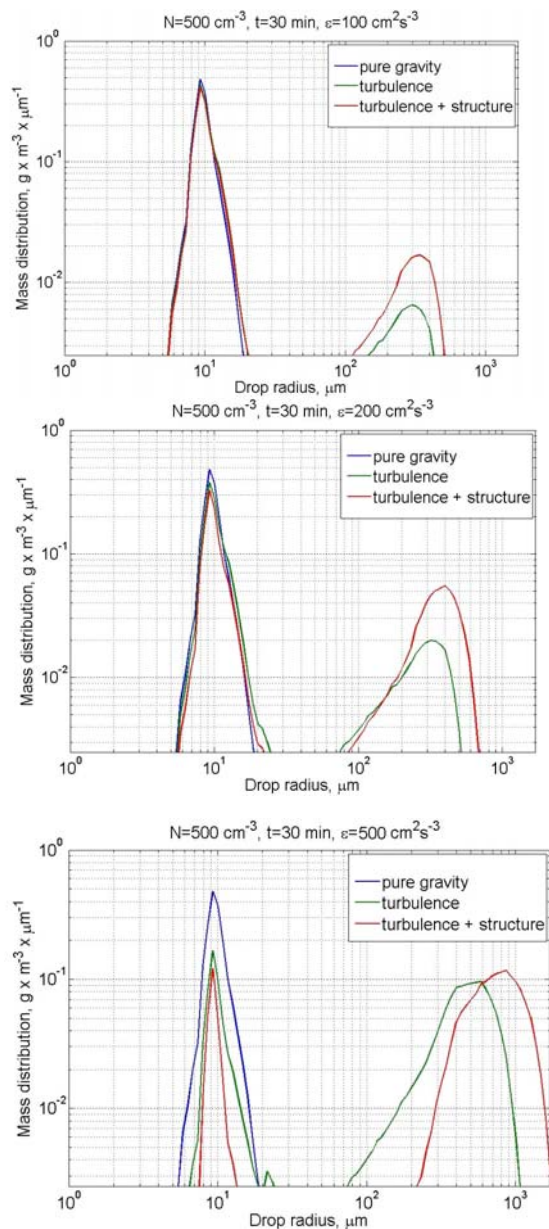 N=500 cm⁻³, t=30 min, ε=100 cm²s⁻³
10⁰
pure gravity
turbulence
turbulence + structure
10⁻¹
10⁻²
Mass distribution, g x m⁻³ x µm⁻¹
10⁰ 10¹ 10² 10³
Drop radius, µm
N=500 cm⁻³, t=30 min, ε=200 cm²s⁻³
10⁰
pure gravity
turbulence
turbulence + structure
10⁻¹
10⁻²
Mass distribution, g x m⁻³ x µm⁻¹
10⁰ 10¹ 10² 10³
Drop radius, µm
N=500 cm⁻³, t=30 min, ε=500 cm²s⁻³
10⁰
pure gravity
turbulence
turbulence + structure
10⁻¹
10⁻²
Mass distribution, g x m⁻³ x µm⁻¹
10⁰ 10¹ 10² 10³
Drop radius, µm